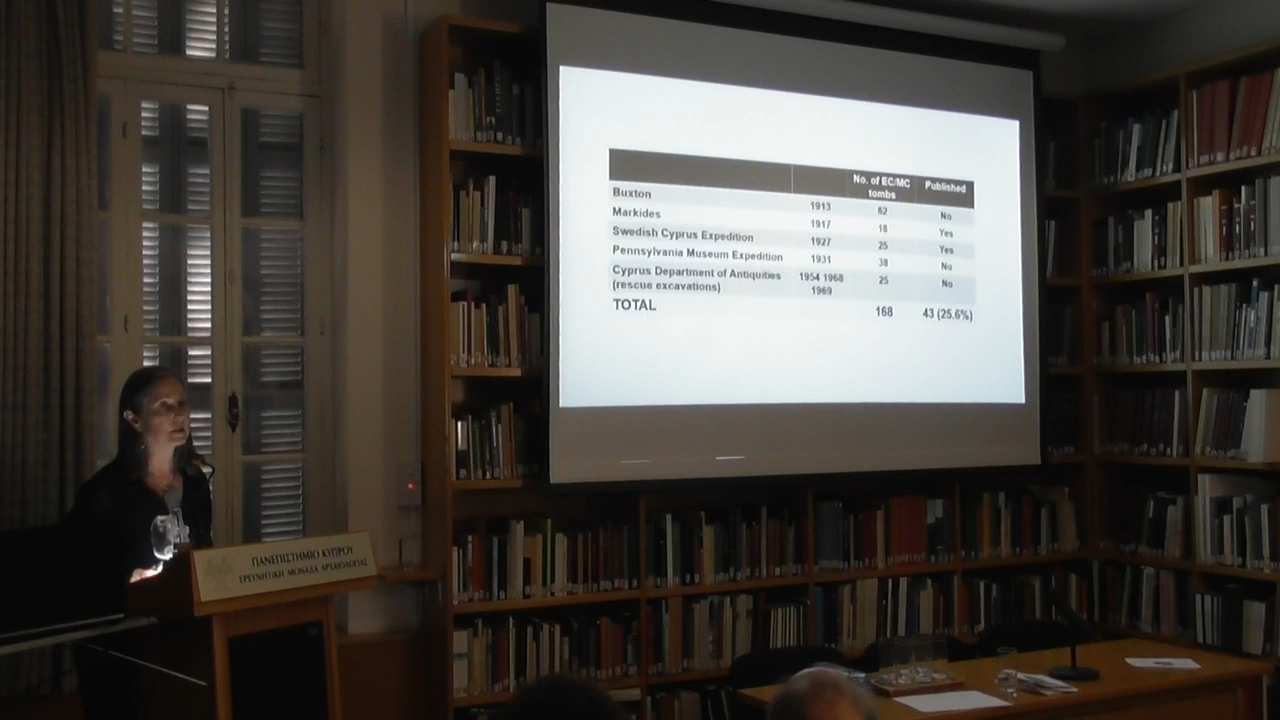 No. of EC/MC tombs Published
Buxton 1913 62 No
Markides 1917 18 Yes
Swedish Cyprus Expedition 1927 25 Yes
Pennsylvania Museum Expedition 1931 38 No
Cyprus Department of Antiquities (rescue excavations) 1954 1968 1969 25 No
TOTAL 168 43 (25.6%)
ΠΑΝΕΠΙΣΤΗΜΙΟ ΚΥΠΡΟΥ
ΕΡΕΥΝΗΤΙΚΗ ΜΟΝΑΔΑ ΑΡΧΑΙΟΛΟΓΙΑΣ